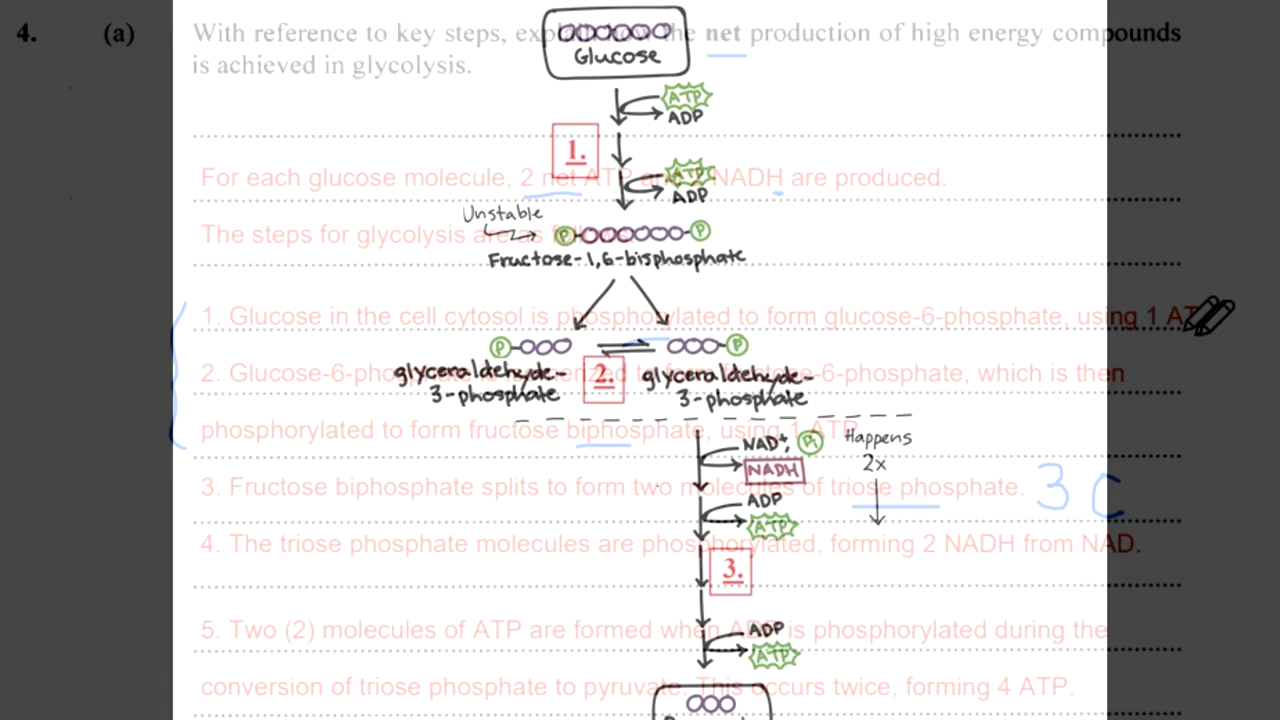 4. (a) With reference to key steps, the net production of high energy compounds
is achieved in glycolysis.
Glucose
ATP
ADP
1.
For each glucose molecule, 2 net ATP NADH are produced.
ATP
ADP
Unstable
The steps for glycolysis are as
P P
Fructose-1,6-bisphosphate
1. Glucose in the cell cytosol is phosphorylated to form glucose-6-phosphate, using 1 AT
P P
2. Glucose-6-pho -6-phosphate, which is then
glyceraldehyde-
3-phosphate
2.
glyceraldehyde-
3-phosphate
phosphorylated to form fructose biphosphate, using 1 ATP
NAD+, Pi
NADH
Happens
2x
3. Fructose biphosphate splits to form two molecules of triose phosphate. 3 C
ADP
ATP
4. The triose phosphate molecules are phosphorylated, forming 2 NADH from NAD.
3.
5. Two (2) molecules of ATP are formed when ADP is phosphorylated during the
ADP
ATP
conversion of triose phosphate to pyruvate. This occurs twice, forming 4 ATP.